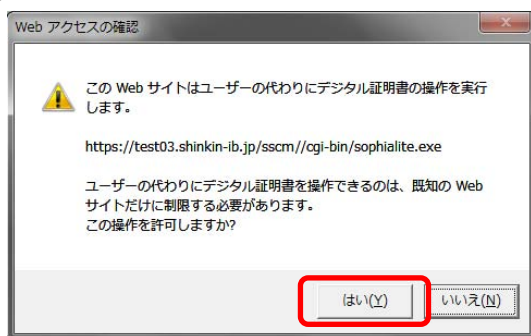 Web アクセスの確認
この Web サイトはユーザーの代わりにデジタル証明書の操作を実行
します。
https://test03.shinkin-ib.jp/sscm//cgi-bin/sophialite.exe
ユーザーの代わりにデジタル証明書を操作できるのは、既知の Web
サイトだけに制限する必要があります。
この操作を許可しますか?
はい(Y) いいえ(N)